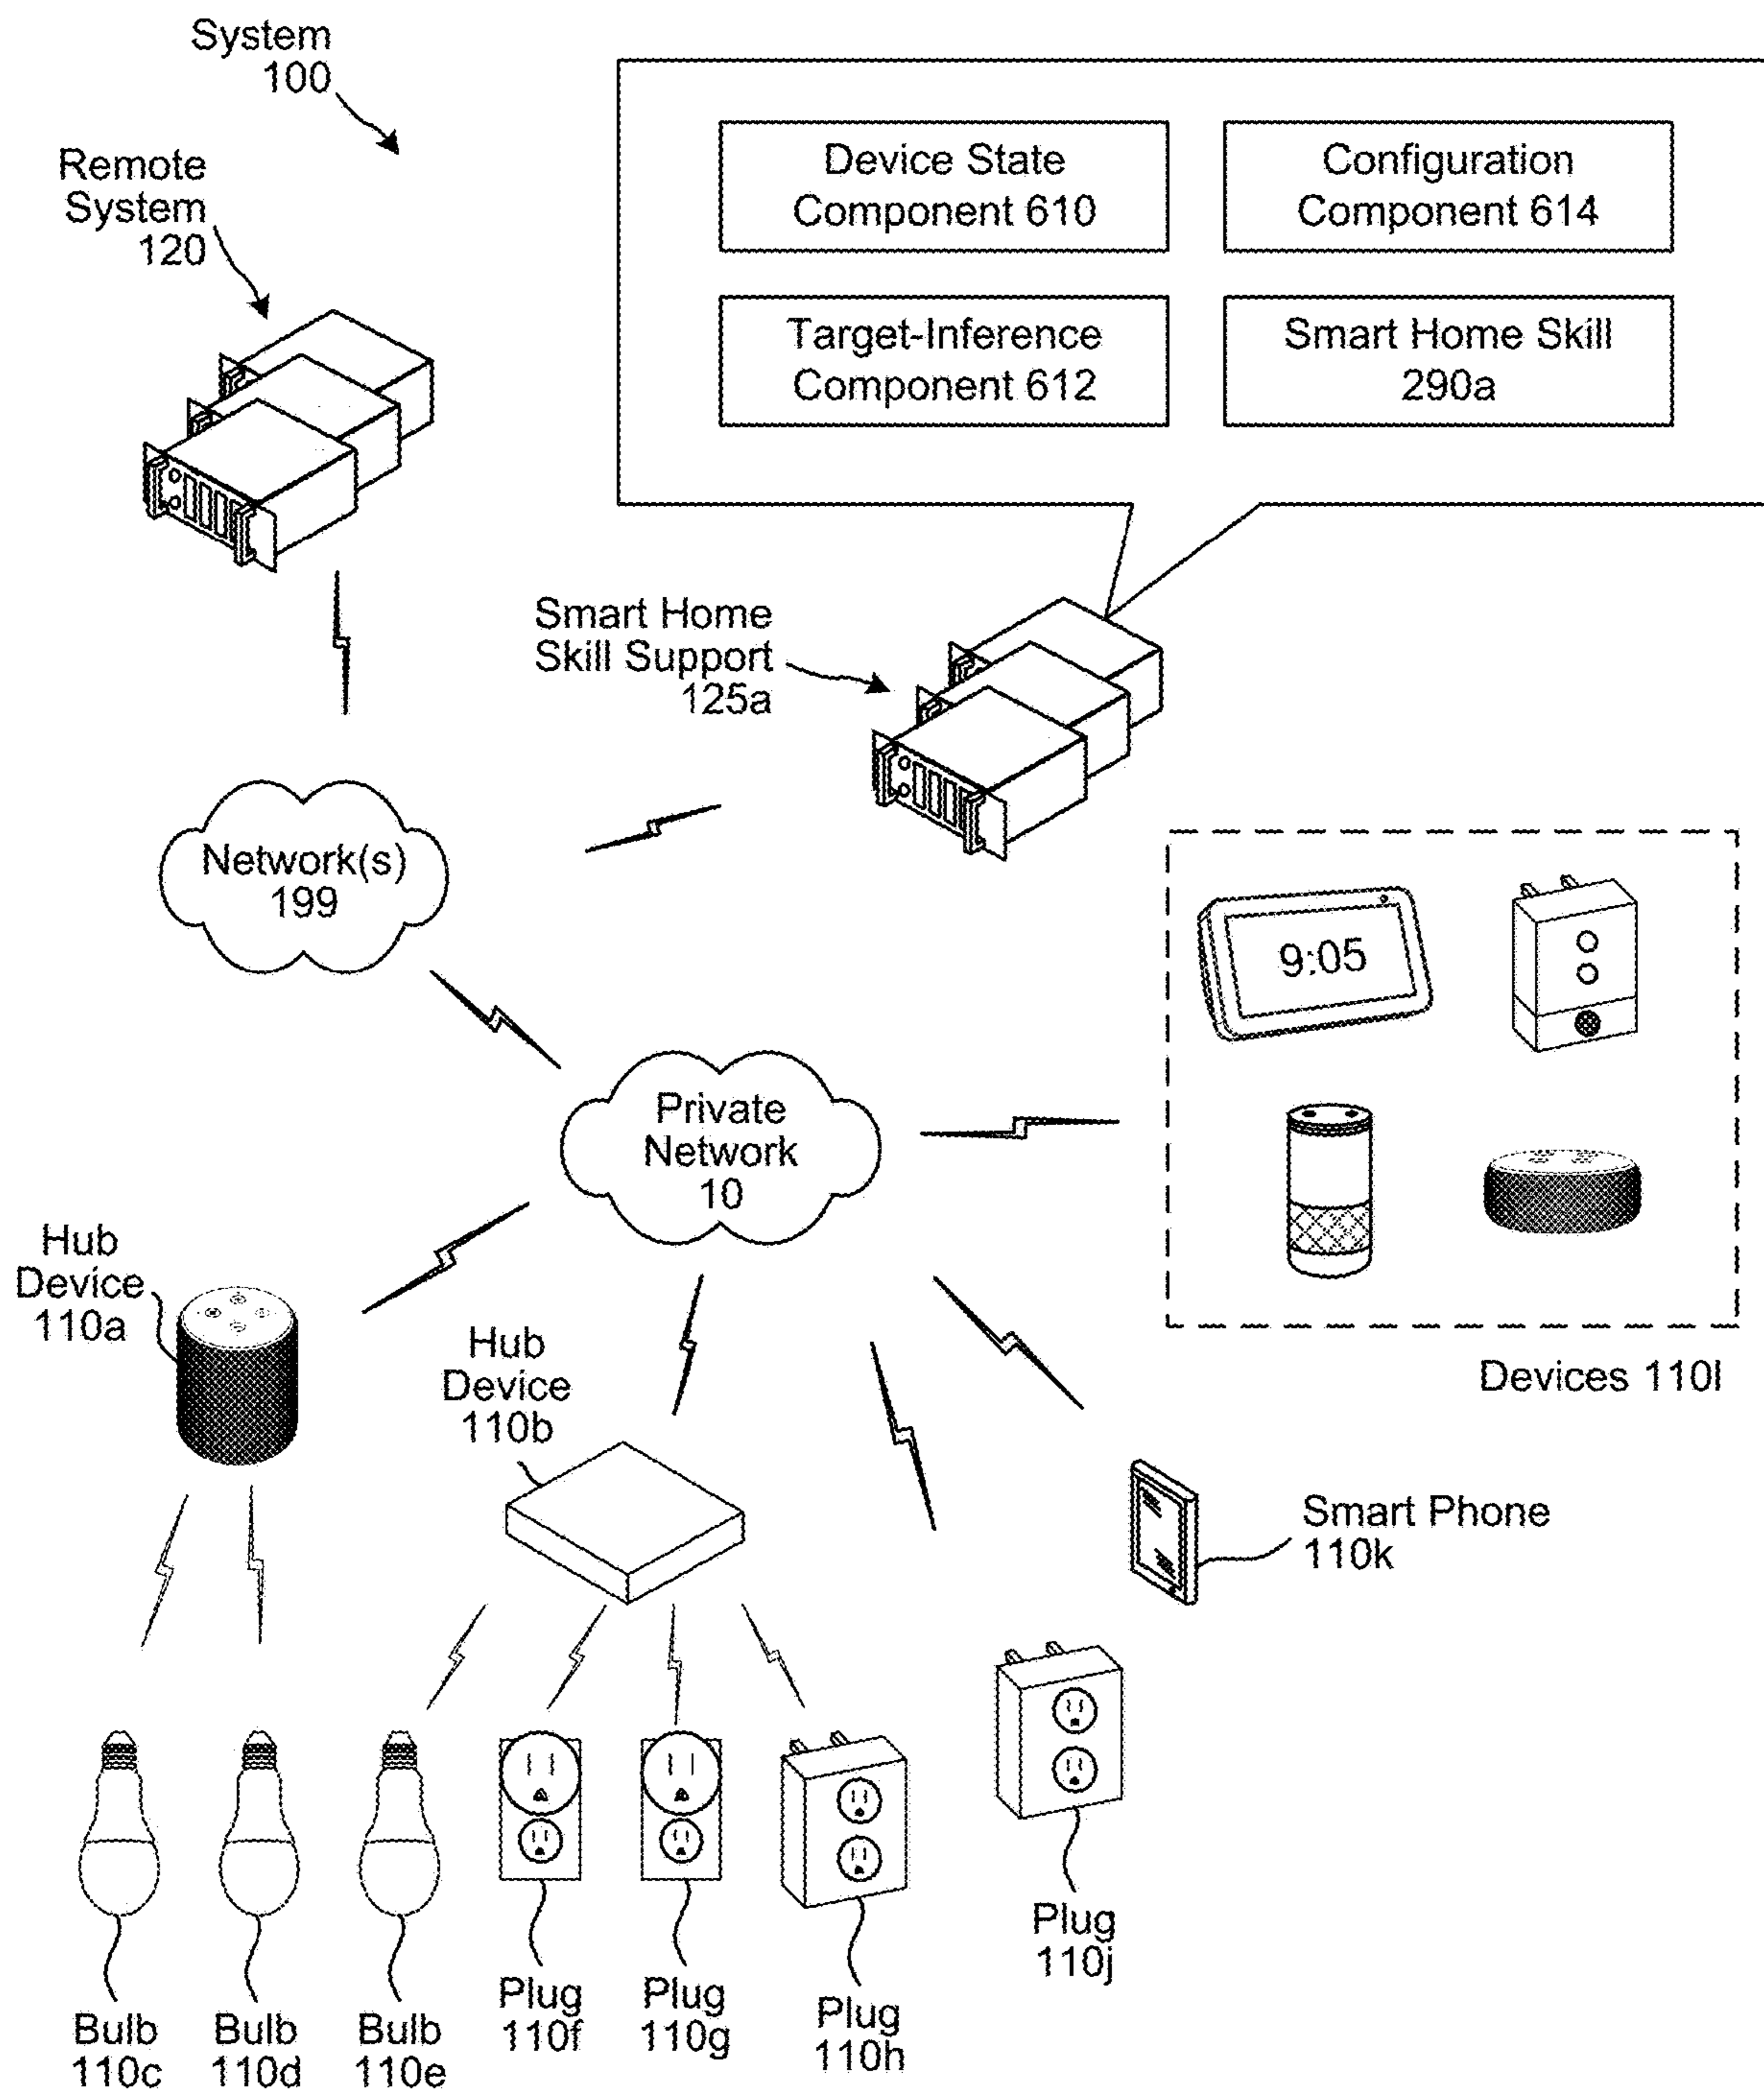 System
100
Remote
System
120
Device State
Component 610
Configuration
Component 614
Target-Inference
Component 612
Smart Home Skill
290a
Smart Home
Skill Support
125a
Network(s)
199
9:05
Private
Network
10
Devices 110l
Hub
Device
110a
Hub
Device
110b
Smart Phone
110k
Plug
110j
Bulb
110c
Bulb
110d
Bulb
110e
Plug
110f
Plug
110g
Plug
110h